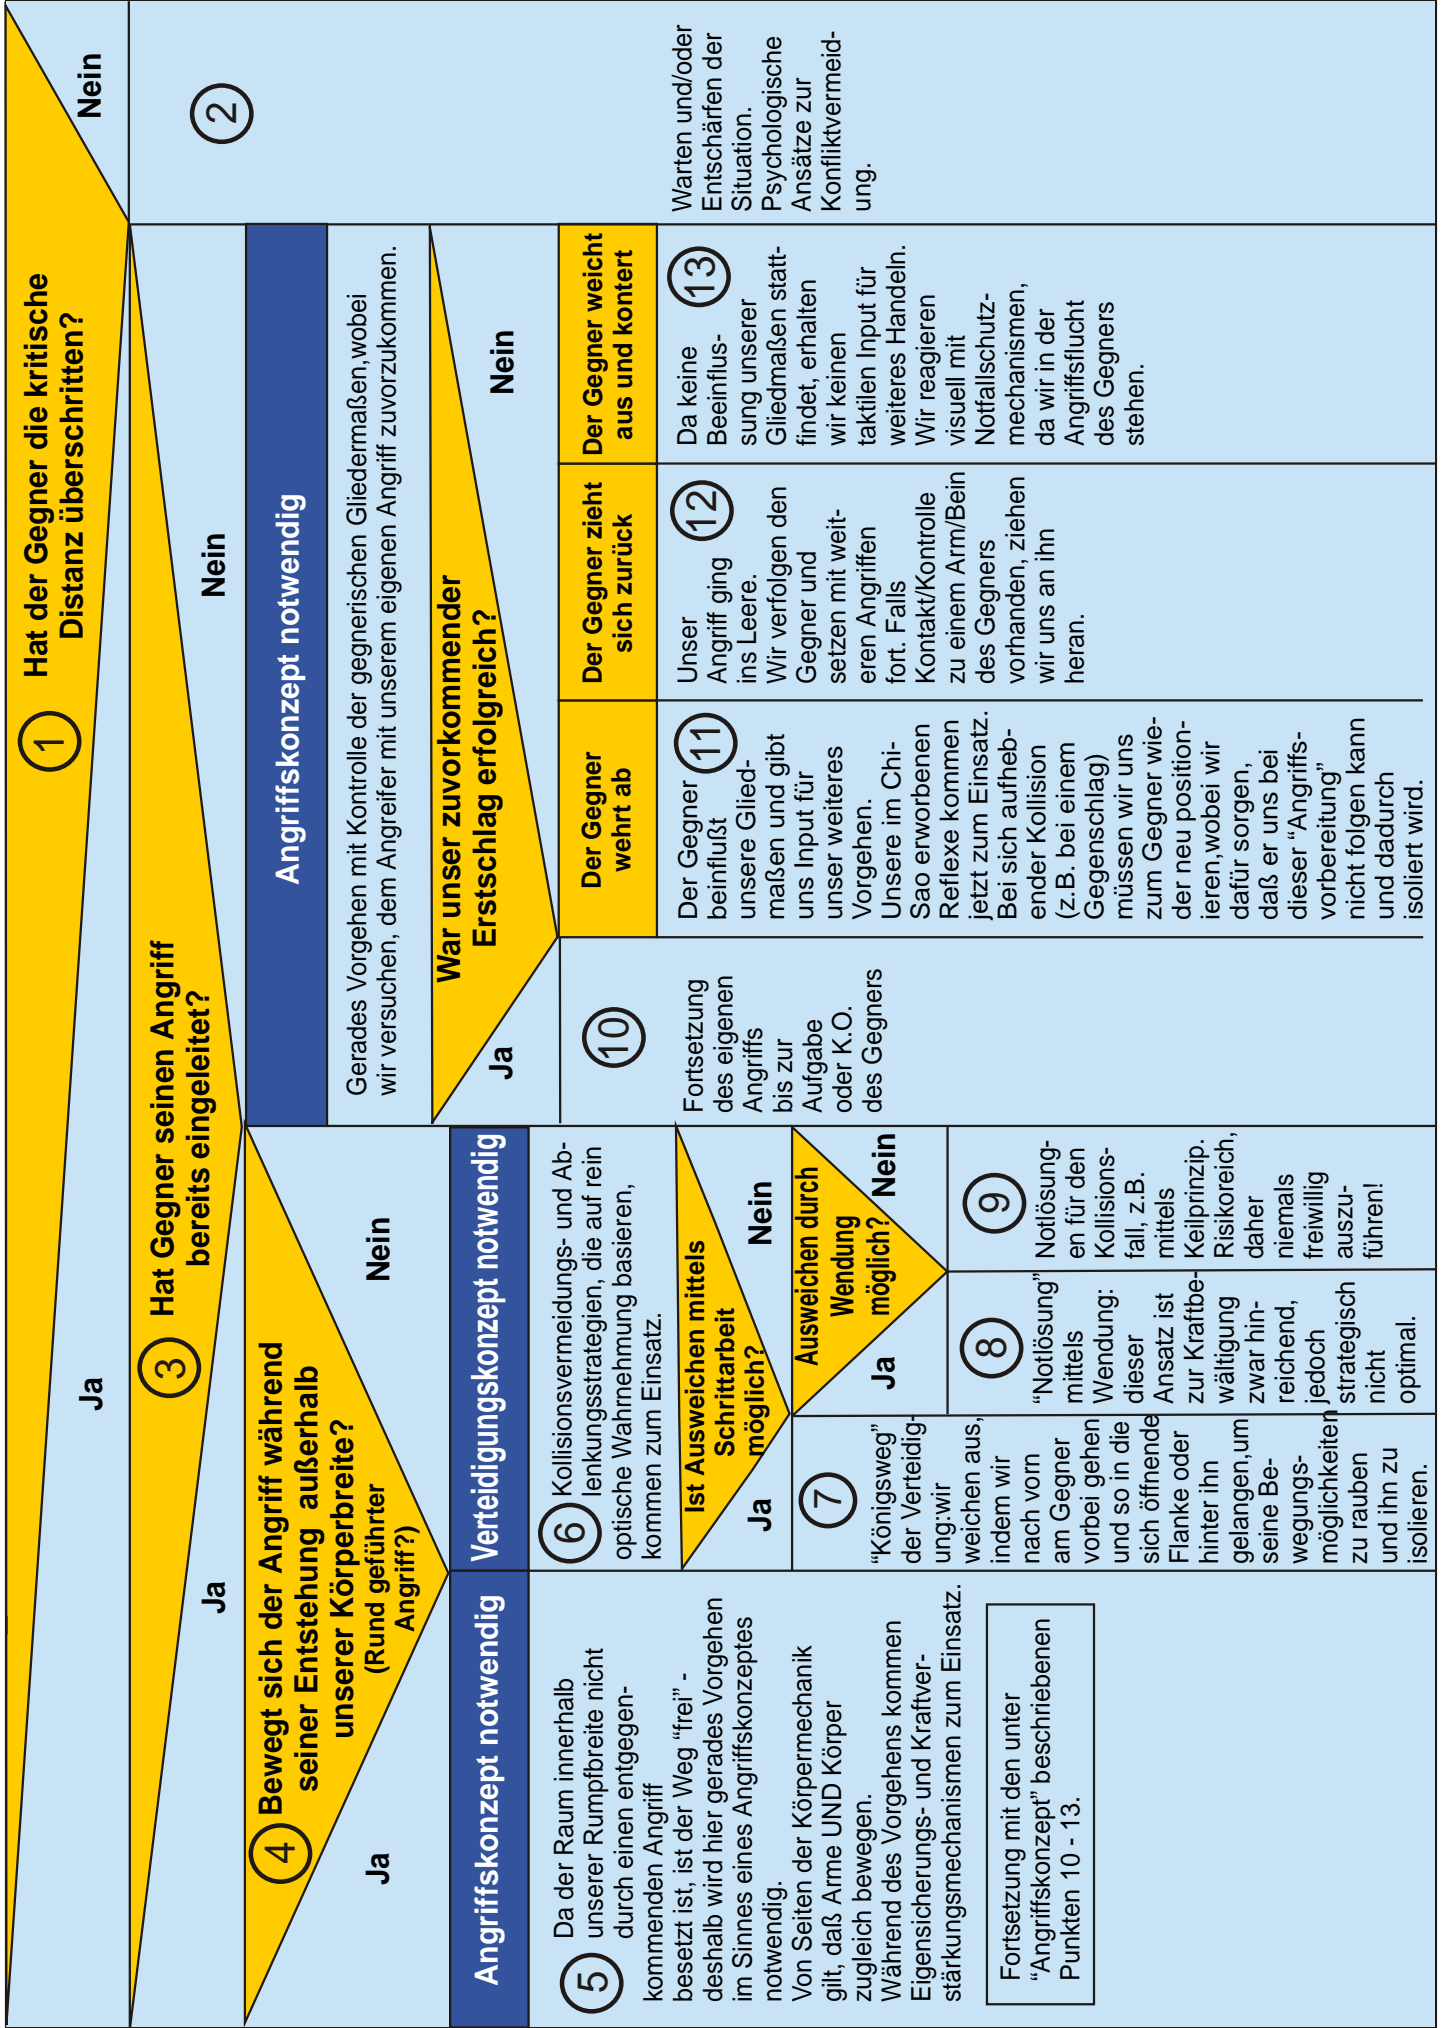 1
Hat der Gegner die kritische
Distanz überschritten?
Ja
Nein
2
Warten und/oder
Entschärfen der
Situation.
Psychologische
Ansätze zur
Konfliktvermeid-
ung.
3
Hat Gegner seinen Angriff
bereits eingeleitet?
Ja
Nein
4
Bewegt sich der Angriff während
seiner Entstehung außerhalb
unserer Körperbreite?
(Rund geführter
Angriff?)
Ja
Nein
Angriffskonzept notwendig
5
Da der Raum innerhalb
unserer Rumpfbreite nicht
durch einen entgegen-
kommenden Angriff
besetzt ist, ist der Weg “frei” -
deshalb wird hier gerades Vorgehen
im Sinnes eines Angriffskonzeptes
notwendig.
Von Seiten der Körpermechanik
gilt, daß Arme UND Körper
zugleich bewegen.
Während des Vorgehens kommen
Eigensicherungs- und Kraftver-
stärkungsmechanismen zum Einsatz.
Fortsetzung mit den unter
“Angriffskonzept” beschriebenen
Punkten 10 - 13.
Verteidigungskonzept notwendig
6
Kollisionsvermeidungs- und Ab-
lenkungsstrategien, die auf rein
optische Wahrnehmung basieren,
kommen zum Einsatz.
Ist Ausweichen mittels
Schrittarbeit
möglich?
Ja
Nein
7
“Königsweg”
der Verteidig-
ung:wir
weichen aus,
indem wir
nach vorn
am Gegner
vorbei gehen
und so in die
sich öffnende
Flanke oder
hinter ihn
gelangen,um
seine Be-
wegungs-
möglichkeiten
zu rauben
und ihn zu
isolieren.
Ausweichen durch
Wendung
möglich?
Ja
Nein
8
“Notlösung”
mittels
Wendung:
dieser
Ansatz ist
zur Kraftbe-
wältigung
zwar hin-
reichend,
jedoch
strategisch
nicht
optimal.
9
Notlösung-
en für den
Kollisions-
fall, z.B.
mittels
Keilprinzip.
Risikoreich,
daher
niemals
freiwillig
auszu-
führen!
Angriffskonzept notwendig
Gerades Vorgehen mit Kontrolle der gegnerischen Gliedermaßen,wobei
wir versuchen, dem Angreifer mit unserem eigenen Angriff zuvorzukommen.
War unser zuvorkommender
Erstschlag erfolgreich?
Ja
Nein
10
Fortsetzung
des eigenen
Angriffs
bis zur
Aufgabe
oder K.O.
des Gegners
Der Gegner
wehrt ab
11
Der Gegner
beinflußt
unsere Glied-
maßen und gibt
uns Input für
unser weiteres
Vorgehen.
Unsere im Chi-
Sao erworbenen
Reflexe kommen
jetzt zum Einsatz.
Bei sich aufheb-
ender Kollision
(z.B. bei einem
Gegenschlag)
müssen wir uns
zum Gegner wie-
der neu position-
ieren,wobei wir
dafür sorgen,
daß er uns bei
dieser “Angriffs-
vorbereitung”
nicht folgen kann
und dadurch
isoliert wird.
Der Gegner zieht
sich zurück
12
Unser
Angriff ging
ins Leere.
Wir verfolgen den
Gegner und
setzen mit weit-
eren Angriffen
fort. Falls
Kontakt/Kontrolle
zu einem Arm/Bein
des Gegners
vorhanden, ziehen
wir uns an ihn
heran.
Der Gegner weicht
aus und kontert
13
Da keine
Beeinflus-
sung unserer
Gliedmaßen statt-
findet, erhalten
wir keinen
taktilen Input für
weiteres Handeln.
Wir reagieren
visuell mit
Notfallschutz-
mechanismen,
da wir in der
Angriffsflucht
des Gegners
stehen.